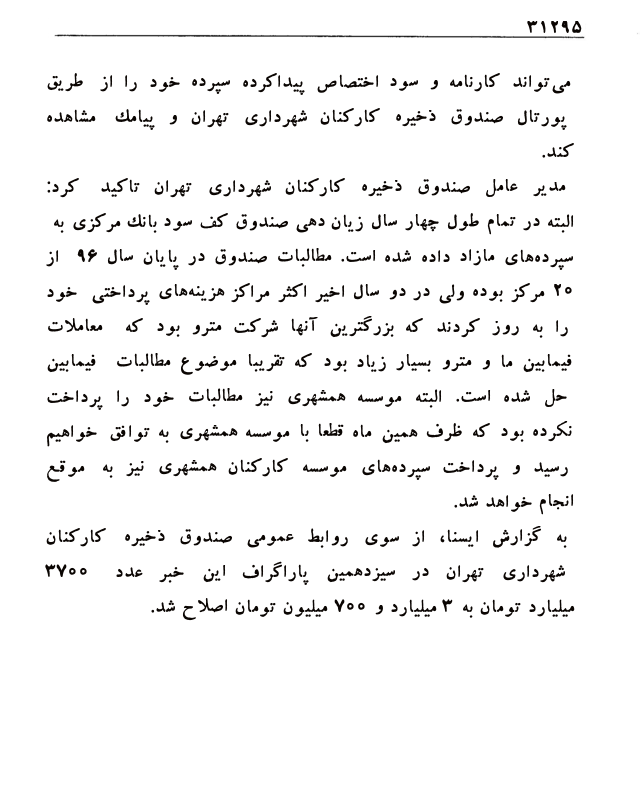 ۳۱۲۹۵
می‌تواند کارنامه و سود اختصاص پیداکرده سپرده خود را از طریق
پورتال صندوق ذخیره کارکنان شهرداری تهران و پیامک مشاهده
کند.
مدیر عامل صندوق ذخیره کارکنان شهرداری تهران تاکید کرد:
البته در تمام طول چهار سال زیان دهی صندوق کف سود بانک مرکزی به
سپرده‌های مازاد داده شده است. مطالبات صندوق در پایان سال ۹۶ از
۲۵ مرکز بوده ولی در دو سال اخیر اکثر مراکز هزینه‌های پرداختی خود
را به روز کردند که بزرگترین آنها شرکت مترو بود که معاملات
فیمابین ما و مترو بسیار زیاد بود که تقریبا موضوع مطالبات فیمابین
حل شده است. البته موسسه همشهری نیز مطالبات خود را پرداخت
نکرده بود که ظرف همین ماه قطعا با موسسه همشهری به توافق خواهیم
رسید و پرداخت سپرده‌های موسسه کارکنان همشهری نیز به موقع
انجام خواهد شد.
به گزارش ایسنا، از سوی روابط عمومی صندوق ذخیره کارکنان
شهرداری تهران در سیزدهمین پاراگراف این خبر عدد ۳۷۰۰
میلیارد تومان به ۳ میلیارد و ۷۰۰ میلیون تومان اصلاح شد.